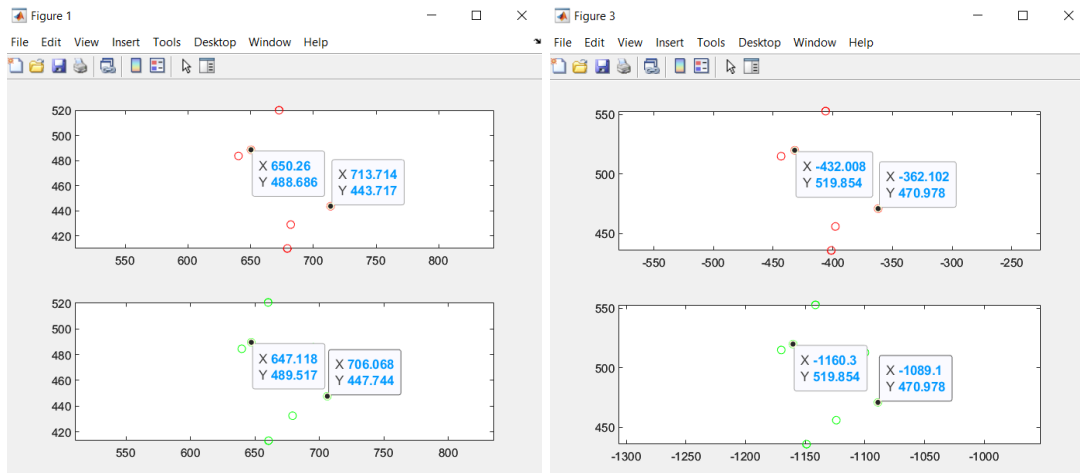 Figure 1
File Edit View Insert Tools Desktop Window Help
520
500
480
460
440
420
X 650.26
Y 488.686
X 713.714
Y 443.717
550 600 650 700 750 800
520
500
480
460
440
420
X 647.118
Y 489.517
X 706.068
Y 447.744
550 600 650 700 750 800
Figure 3
File Edit View Insert Tools Desktop Window Help
550
500
450
X -432.008
Y 519.854
X -362.102
Y 470.978
-550 -500 -450 -400 -350 -300 -250
550
500
450
X -1160.3
Y 519.854
X -1089.1
Y 470.978
-1300 -1250 -1200 -1150 -1100 -1050 -1000